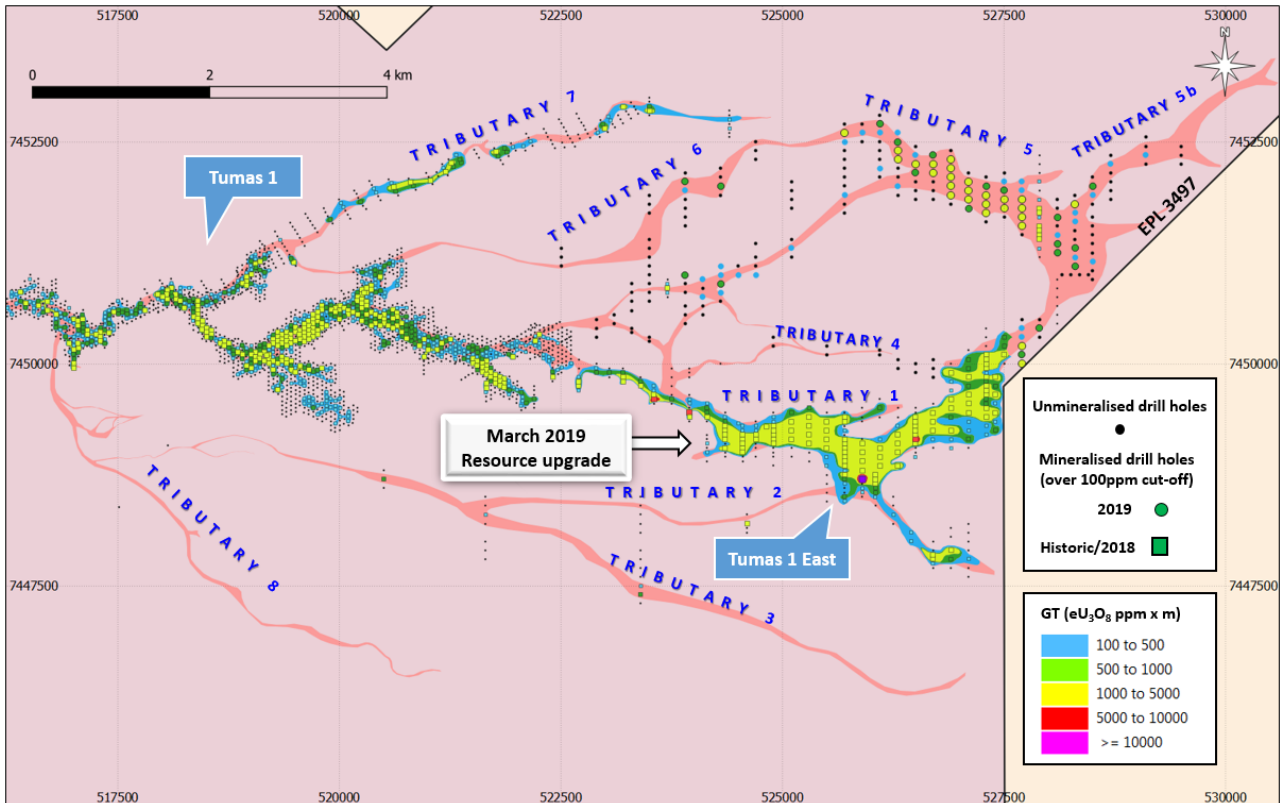 517500 520000 522500 525000 527500 530000
N
0 2 4 km
TRIBUTARY 7
TRIBUTARY 5
TRIBUTARY 5b
7452500
7452500
Tumas 1
TRIBUTARY 6
EPL 3497
TRIBUTARY 4
7450000
7450000
TRIBUTARY 1
March 2019
Resource upgrade
TRIBUTARY 2
Tumas 1 East
TRIBUTARY 8
TRIBUTARY 3
7447500
7447500
Unmineralised drill holes
Mineralised drill holes
(over 100ppm cut-off)
2019
Historic/2018
GT (eU₃O₈ ppm x m)
100 to 500
500 to 1000
1000 to 5000
5000 to 10000
>= 10000
517500 520000 522500 525000 527500 530000